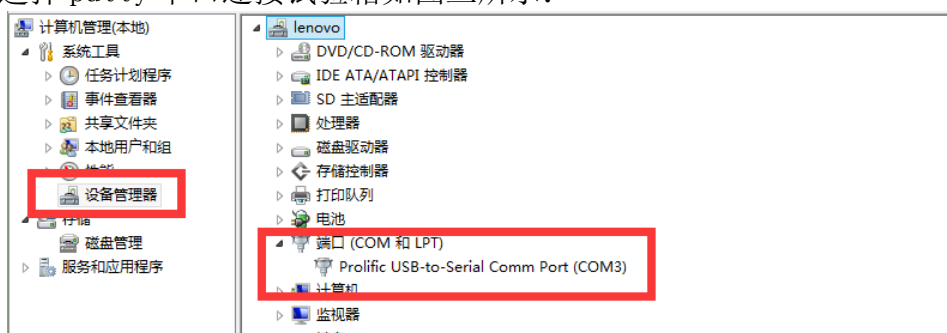 计算机管理(本地)
系统工具
任务计划程序
事件查看器
共享文件夹
本地用户和组
性能
设备管理器
存储
磁盘管理
服务和应用程序
lenovo
DVD/CD-ROM 驱动器
IDE ATA/ATAPI 控制器
SD 主适配器
处理器
磁盘驱动器
存储控制器
打印队列
电池
端口 (COM 和 LPT)
Prolific USB-to-Serial Comm Port (COM3)
计算机
监视器